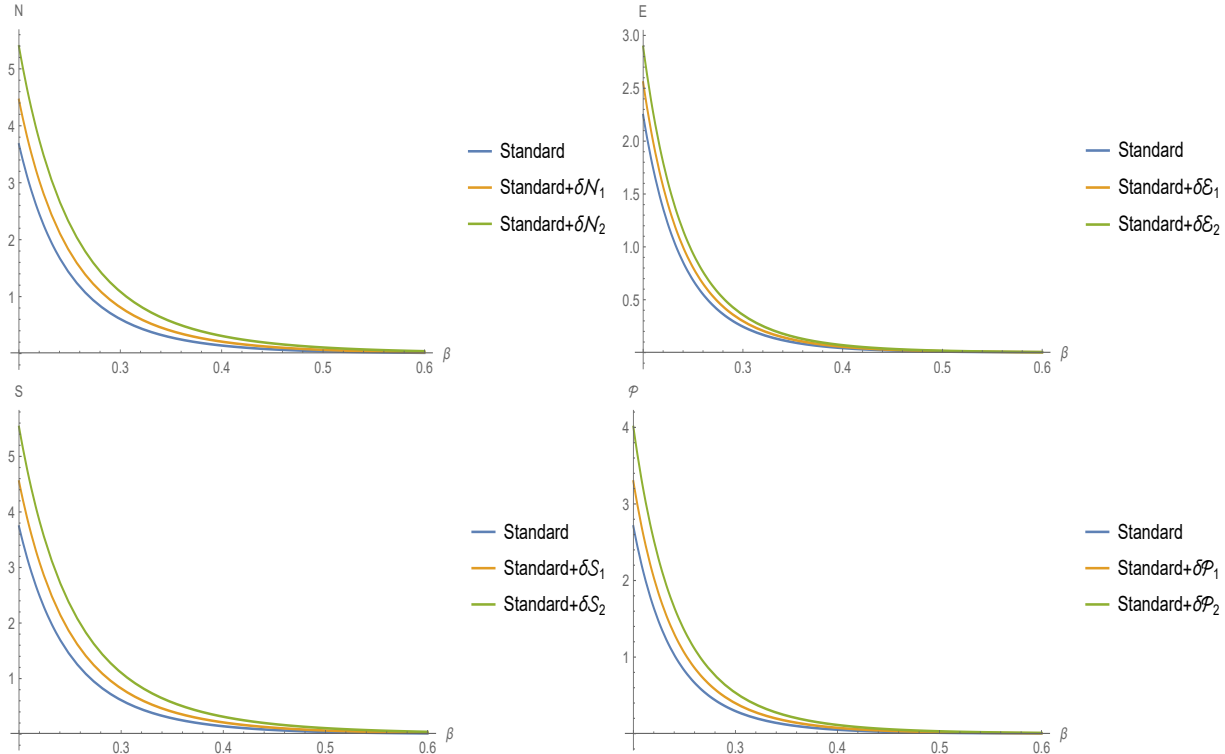 N
5
4
3
2
1
0.3 0.4 0.5 0.6 β
Standard
Standard+δ𝒩₁
Standard+δ𝒩₂
E
3.0
2.5
2.0
1.5
1.0
0.5
0.3 0.4 0.5 0.6 β
Standard
Standard+δℰ₁
Standard+δℰ₂
S
5
4
3
2
1
0.3 0.4 0.5 0.6 β
Standard
Standard+δ𝒮₁
Standard+δ𝒮₂
𝒫
4
3
2
1
0.3 0.4 0.5 0.6 β
Standard
Standard+δ𝒫₁
Standard+δ𝒫₂